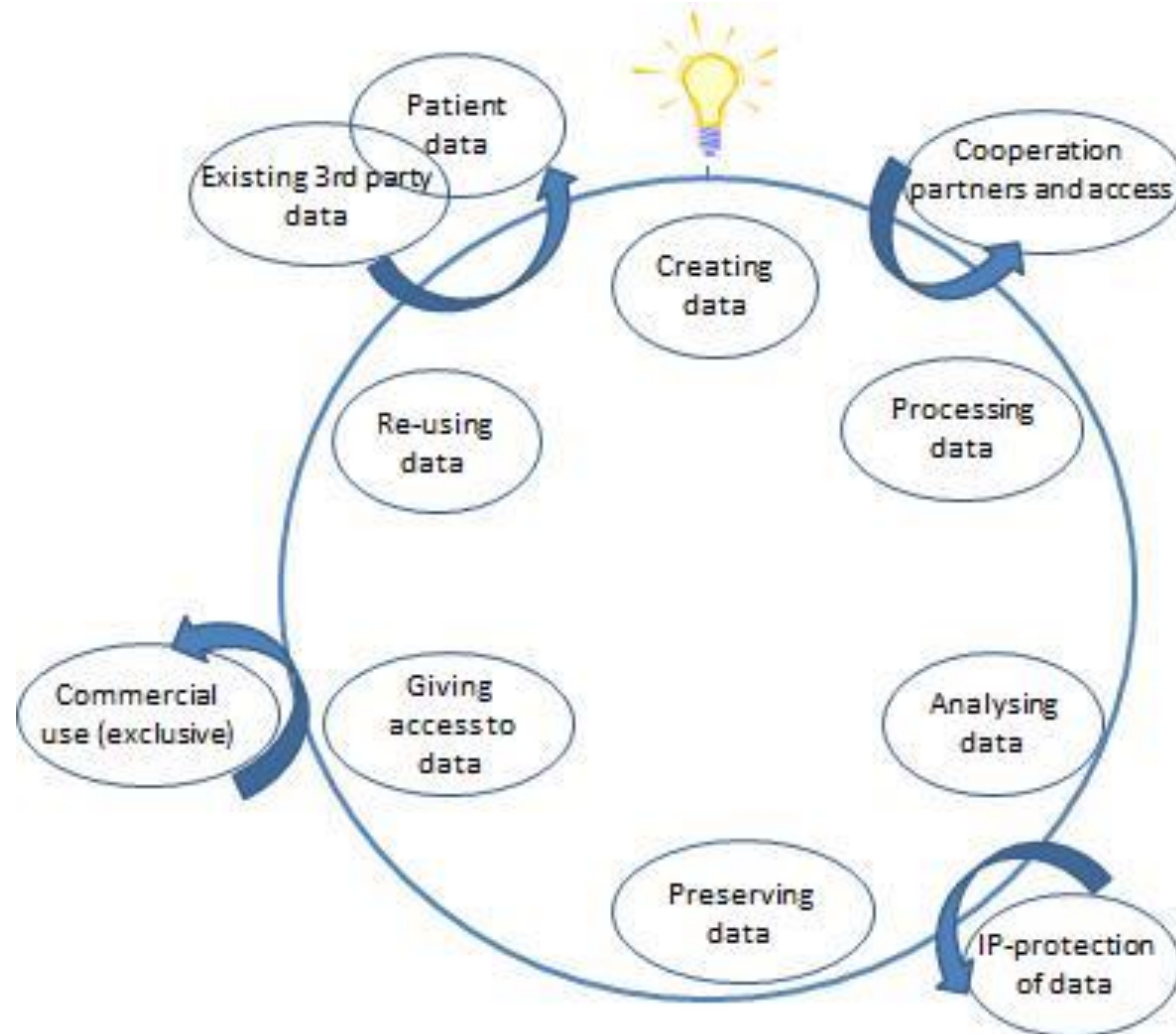 Patient
data
Existing 3rd party
data
Cooperation
partners and access
Creating
data
Re-using
data
Processing
data
Commercial
use (exclusive)
Giving
access to
data
Analysing
data
Preserving
data
IP-protection
of data